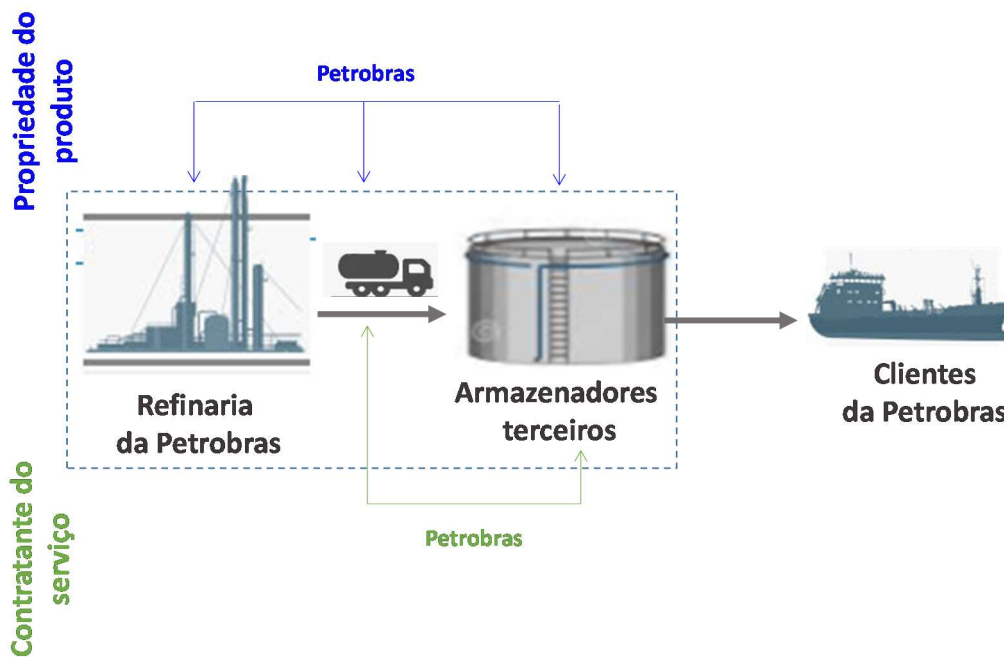 Propriedade do
produto
Petrobras
Refinaria
da Petrobras
Armazenadores
terceiros
Clientes
da Petrobras
Contratante do
serviço
Petrobras